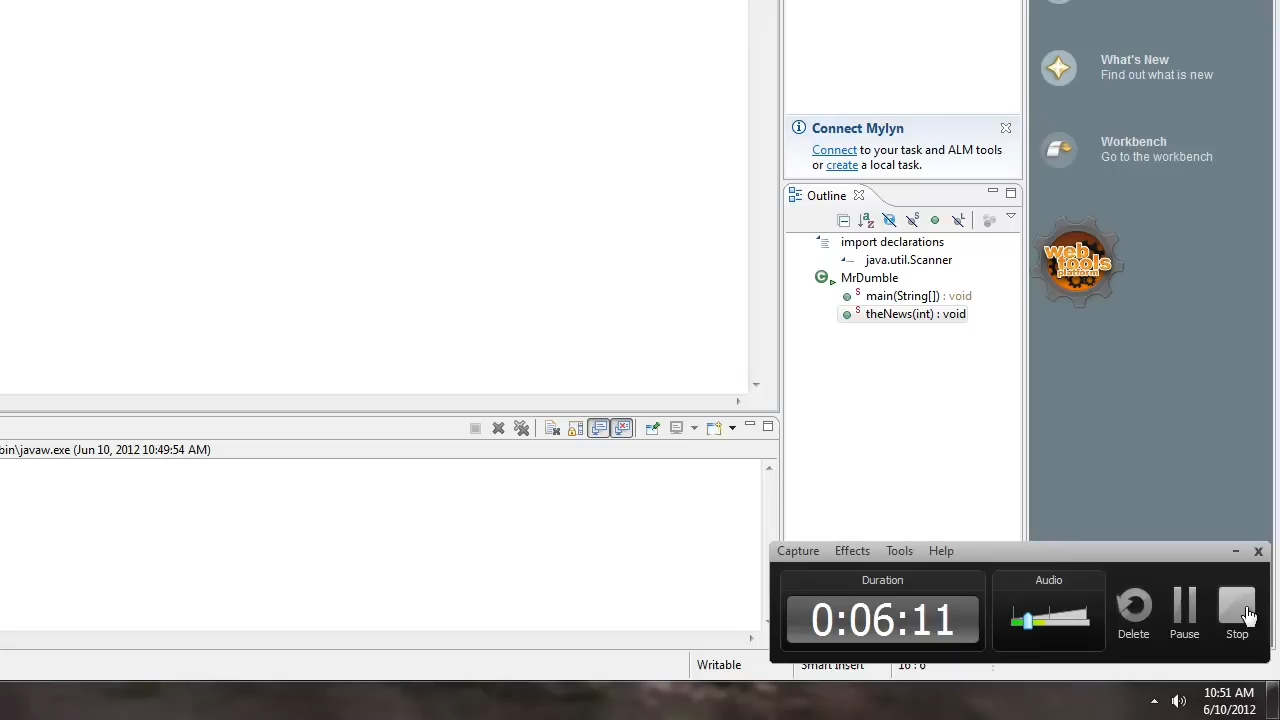 What's New
Find out what is new
Connect Mylyn
Connect to your task and ALM tools
or create a local task.
Workbench
Go to the workbench
Outline
import declarations
java.util.Scanner
MrDumble
main(String[]) : void
theNews(int) : void
web
tools
platform
bin\javaw.exe (Jun 10, 2012 10:49:54 AM)
Capture Effects Tools Help
Duration
Audio
0:06:11
Delete
Pause
Stop
Writable
Smart Insert
10:51 AM
6/10/2012